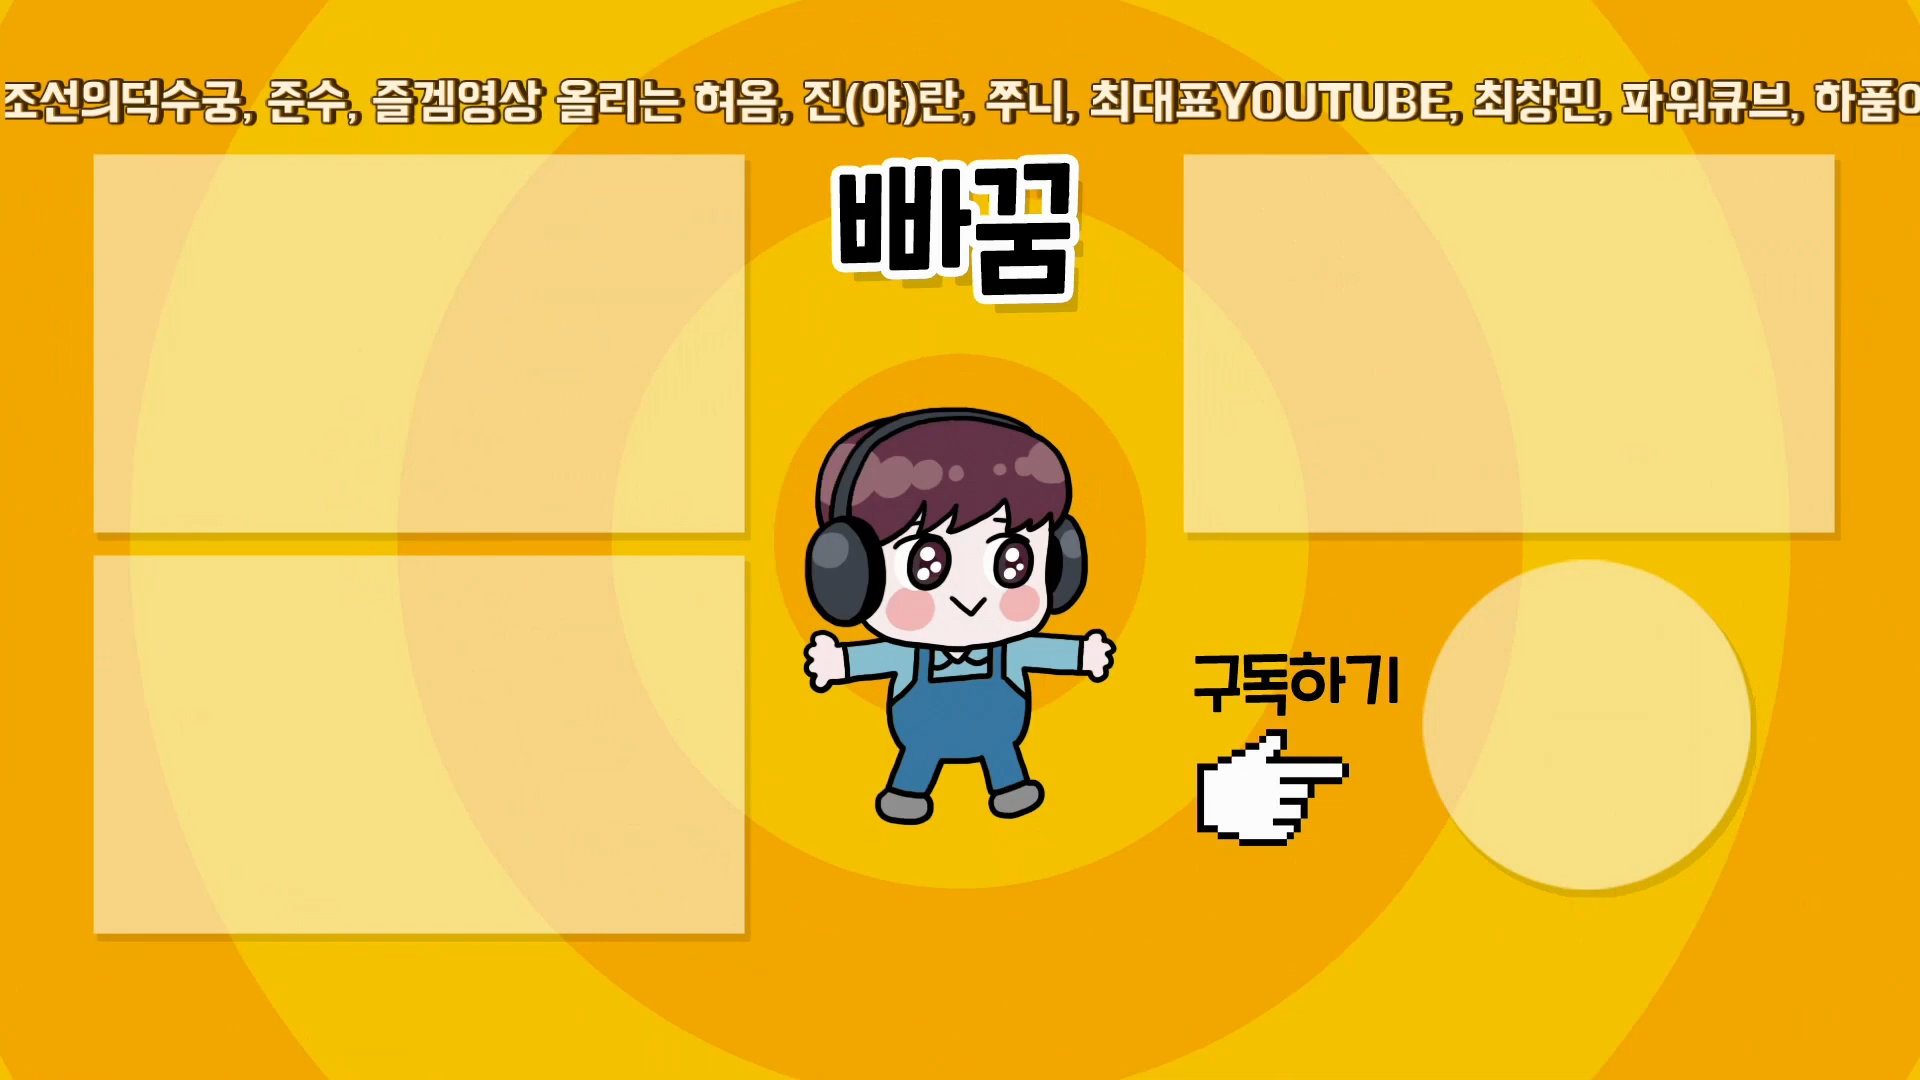 조선의덕수궁, 준수, 즐겜영상 올리는 혀옴, 진(야)란, 쭈니, 최대표YOUTUBE, 최창민, 파워큐브, 하품
빠꿈
구독하기